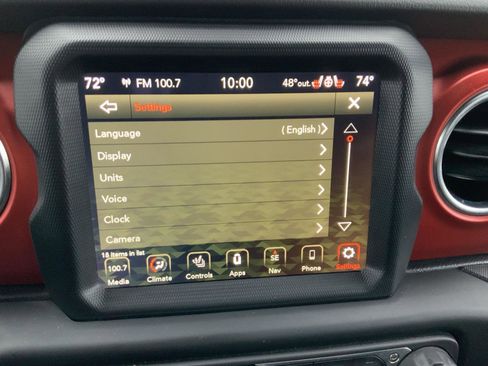 72° FM 100.7 10:00 48°out. 74°
Settings
Language ( English )
Display
Units
Voice
Clock
Camera
18 items in list
100.7 SE
Media Climate Controls Apps Nav Phone Settings